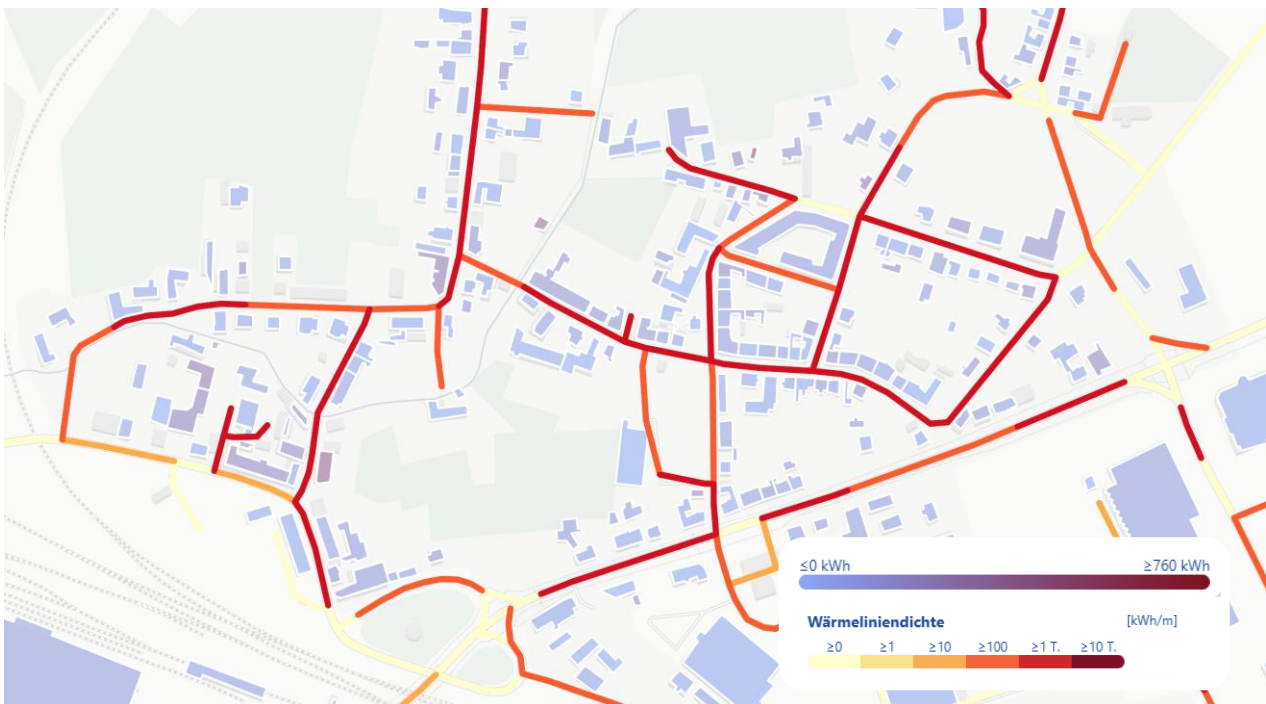 ≤0 kWh ≥760 kWh
Wärmeliniendichte [kWh/m]
≥0 ≥1 ≥10 ≥100 ≥1 T. ≥10 T.